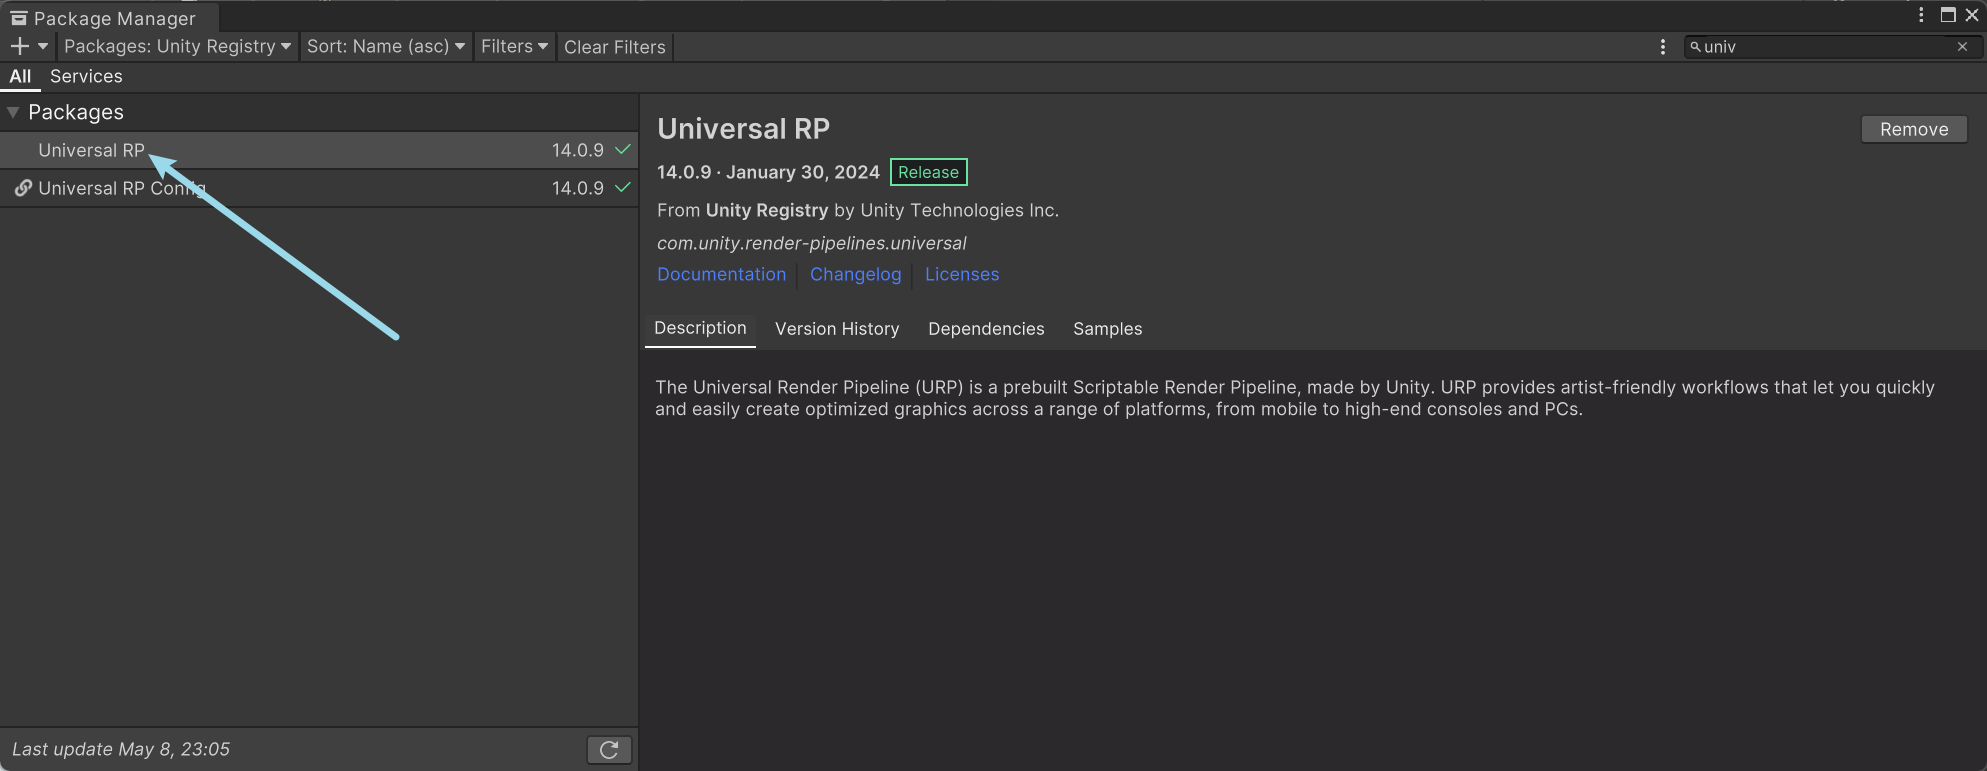 Package Manager
Packages: Unity Registry Sort: Name (asc) Filters Clear Filters univ
All Services
Packages
Universal RP 14.0.9
Universal RP Config 14.0.9
Last update May 8, 23:05
Universal RP Remove
14.0.9 · January 30, 2024 Release
From Unity Registry by Unity Technologies Inc.
com.unity.render-pipelines.universal
Documentation Changelog Licenses
Description Version History Dependencies Samples
The Universal Render Pipeline (URP) is a prebuilt Scriptable Render Pipeline, made by Unity. URP provides artist-friendly workflows that let you quickly
and easily create optimized graphics across a range of platforms, from mobile to high-end consoles and PCs.